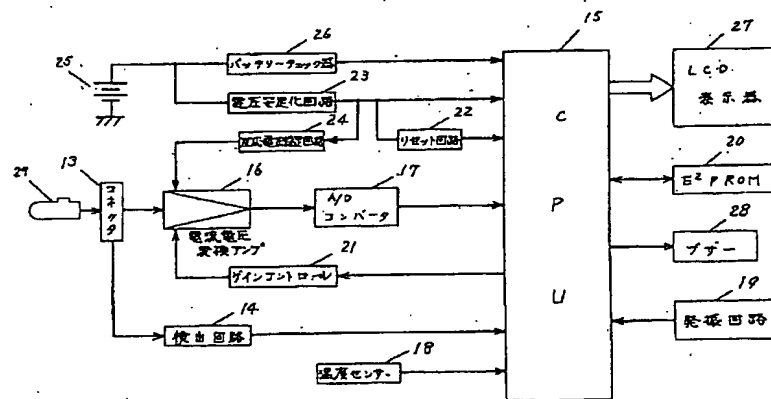 26
15
27
25
バッテリーチェック回路
23
LCD
表示器
電圧安定化回路
24
22
リセット回路
C
20
29
13
16
17
E²PROM
コネクタ
A/D
コンバータ
P
28
電流電圧
変換アンプ
21
ブザー
ゲインコントロール
U
19
14
検出回路
18
発振回路
温度センサー